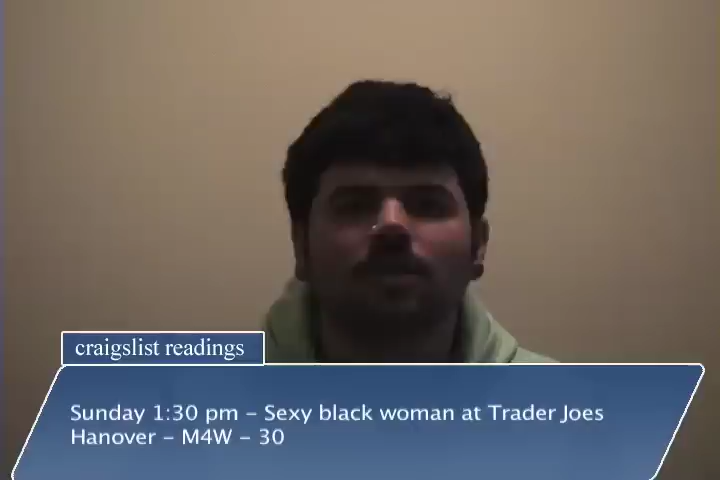 craigslist readings
Sunday 1:30 pm – Sexy black woman at Trader Joes
Hanover – M4W – 30